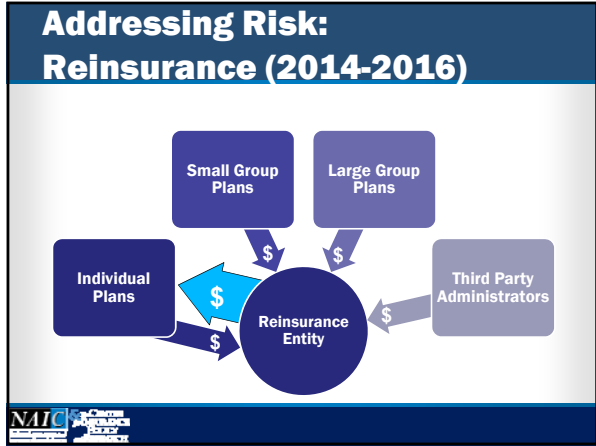 Addressing Risk:
Reinsurance (2014-2016)
Small Group
Plans
Large Group
Plans
$
$
Individual
Plans
$
Third Party
Administrators
$
$
Reinsurance
Entity
NAIC &